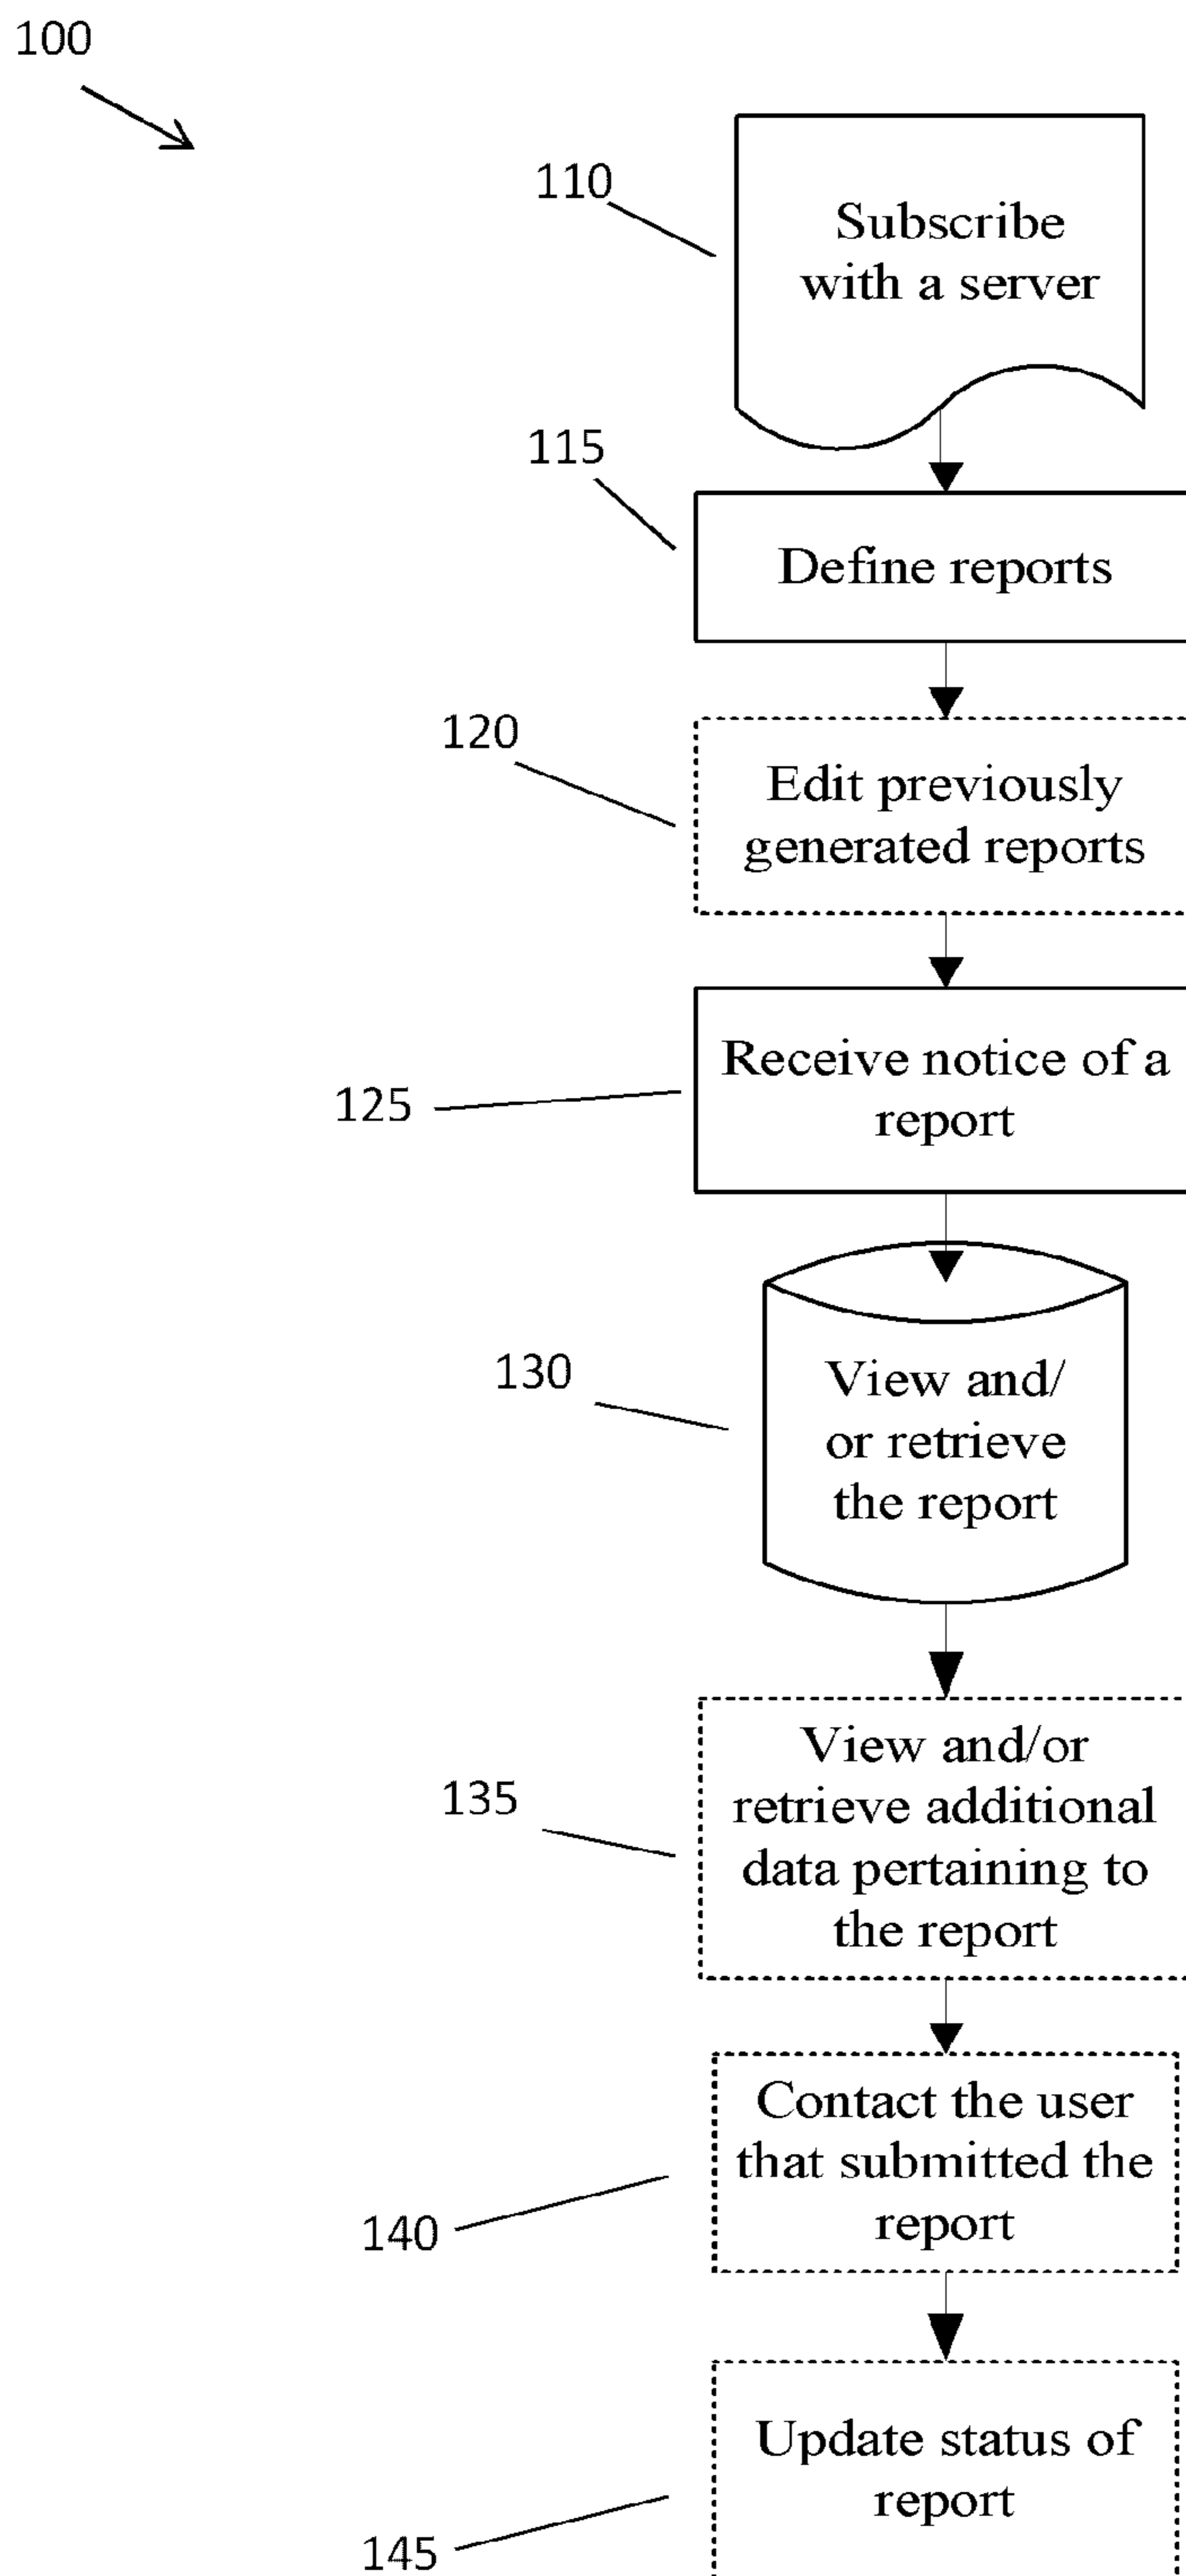 100
110
Subscribe
with a server
115
Define reports
120
Edit previously
generated reports
125
Receive notice of a
report
130
View and/
or retrieve
the report
135
View and/or
retrieve additional
data pertaining to
the report
140
Contact the user
that submitted the
report
145
Update status of
report